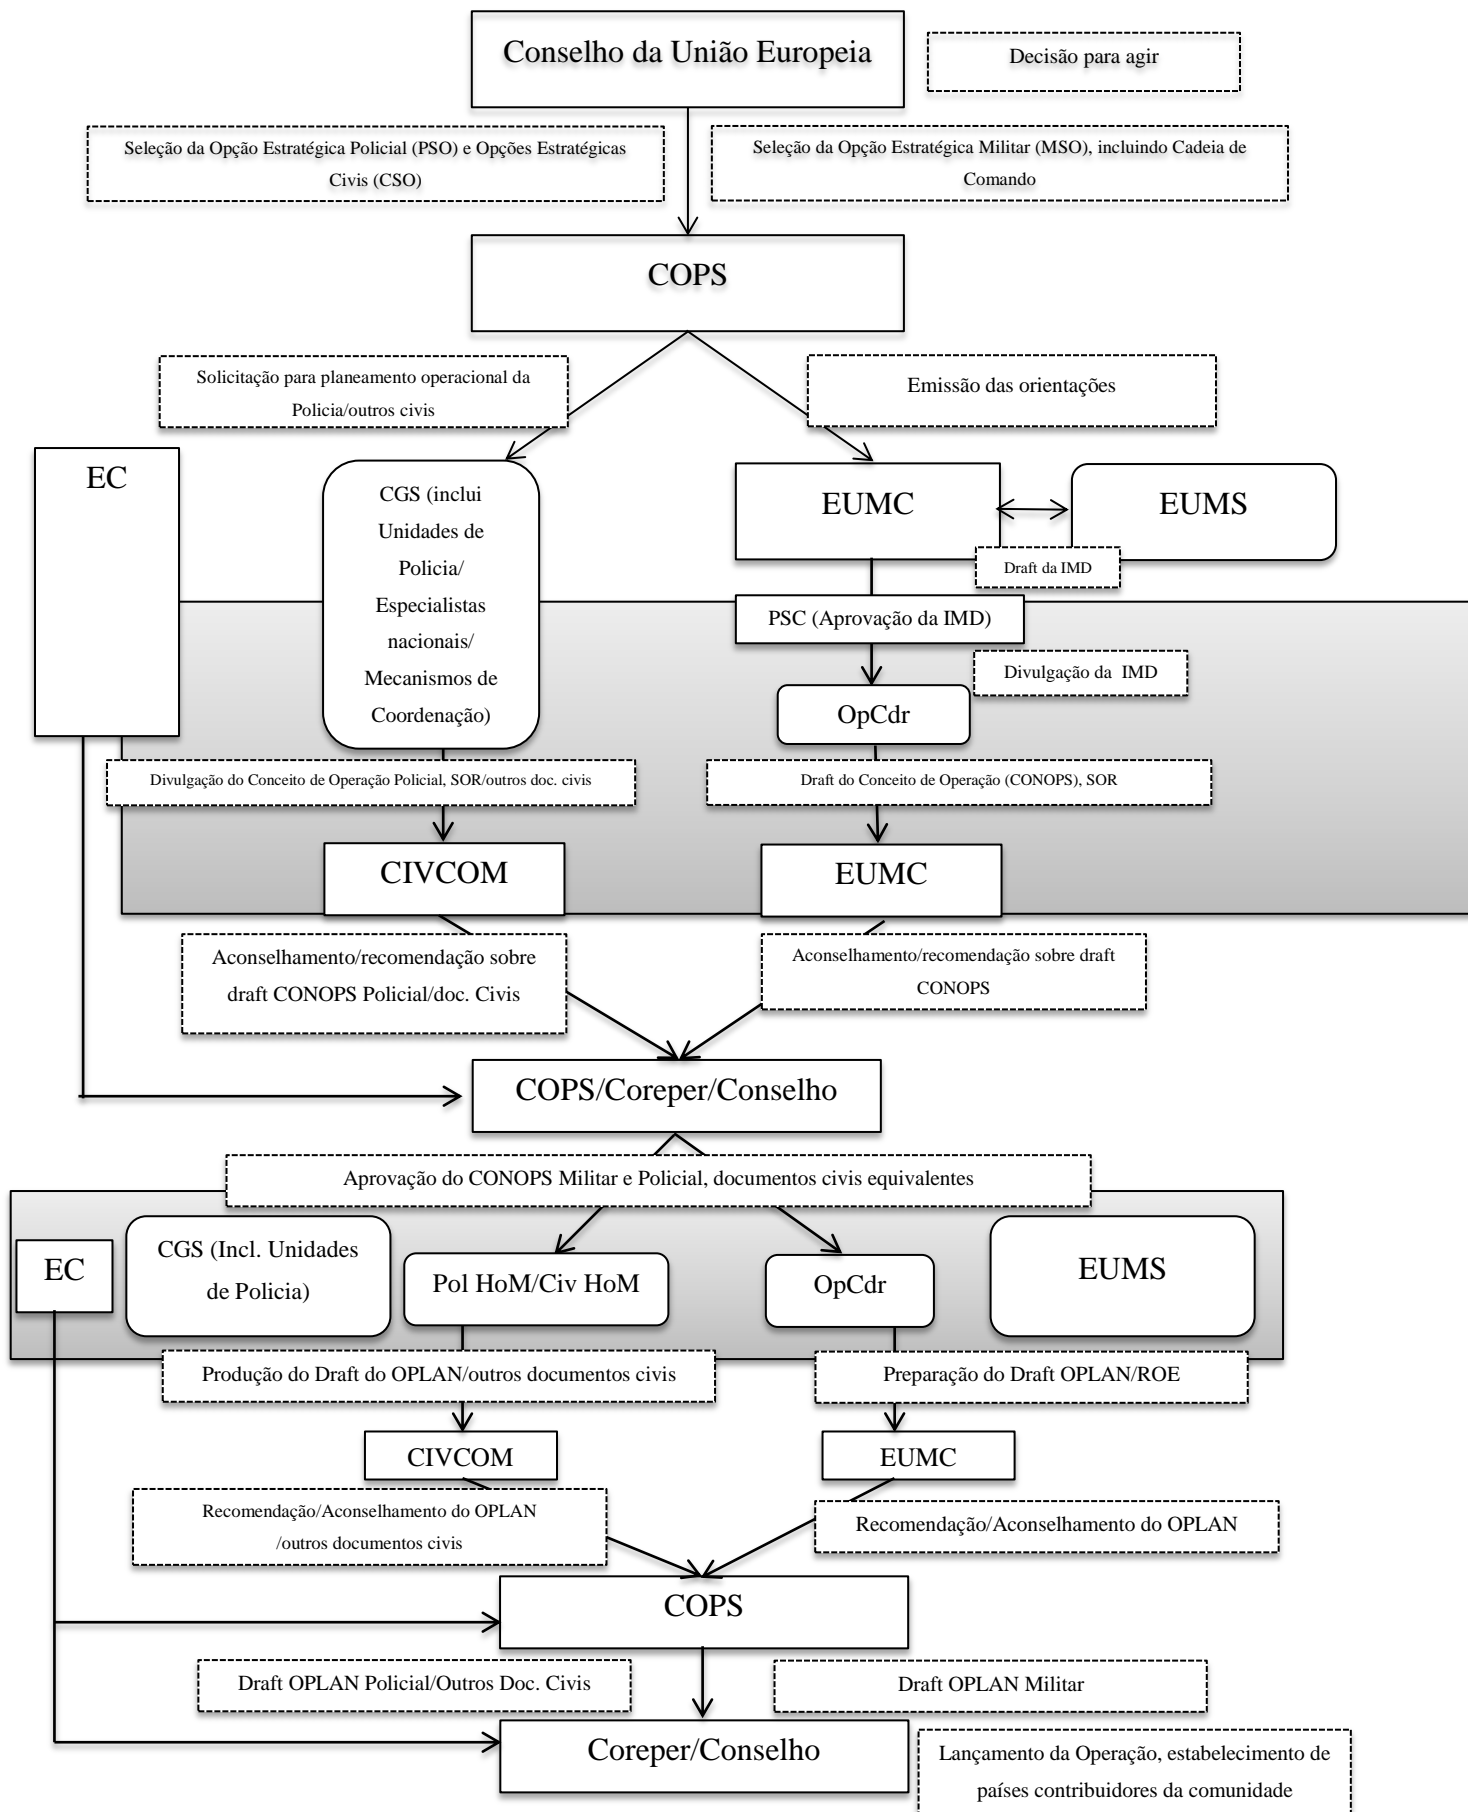 Conselho da União Europeia
Decisão para agir
Seleção da Opção Estratégica Policial (PSO) e Opções Estratégicas
Civis (CSO)
Seleção da Opção Estratégica Militar (MSO), incluindo Cadeia de
Comando
COPS
Solicitação para planeamento operacional da
Policia/outros civis
Emissão das orientações
EC
CGS (inclui
Unidades de
Policia/
Especialistas
nacionais/
Mecanismos de
Coordenação)
EUMC
EUMS
Draft da IMD
PSC (Aprovação da IMD)
Divulgação da IMD
OpCdr
Divulgação do Conceito de Operação Policial, SOR/outros doc. civis
Draft do Conceito de Operação (CONOPS), SOR
CIVCOM
EUMC
Aconselhamento/recomendação sobre
draft CONOPS Policial/doc. Civis
Aconselhamento/recomendação sobre draft
CONOPS
COPS/Coreper/Conselho
Aprovação do CONOPS Militar e Policial, documentos civis equivalentes
EC
CGS (Incl. Unidades
de Policia)
Pol HoM/Civ HoM
OpCdr
EUMS
Produção do Draft do OPLAN/outros documentos civis
Preparação do Draft OPLAN/ROE
CIVCOM
EUMC
Recomendação/Aconselhamento do OPLAN
/outros documentos civis
Recomendação/Aconselhamento do OPLAN
COPS
Draft OPLAN Policial/Outros Doc. Civis
Draft OPLAN Militar
Coreper/Conselho
Lançamento da Operação, estabelecimento de
países contribuidores da comunidade